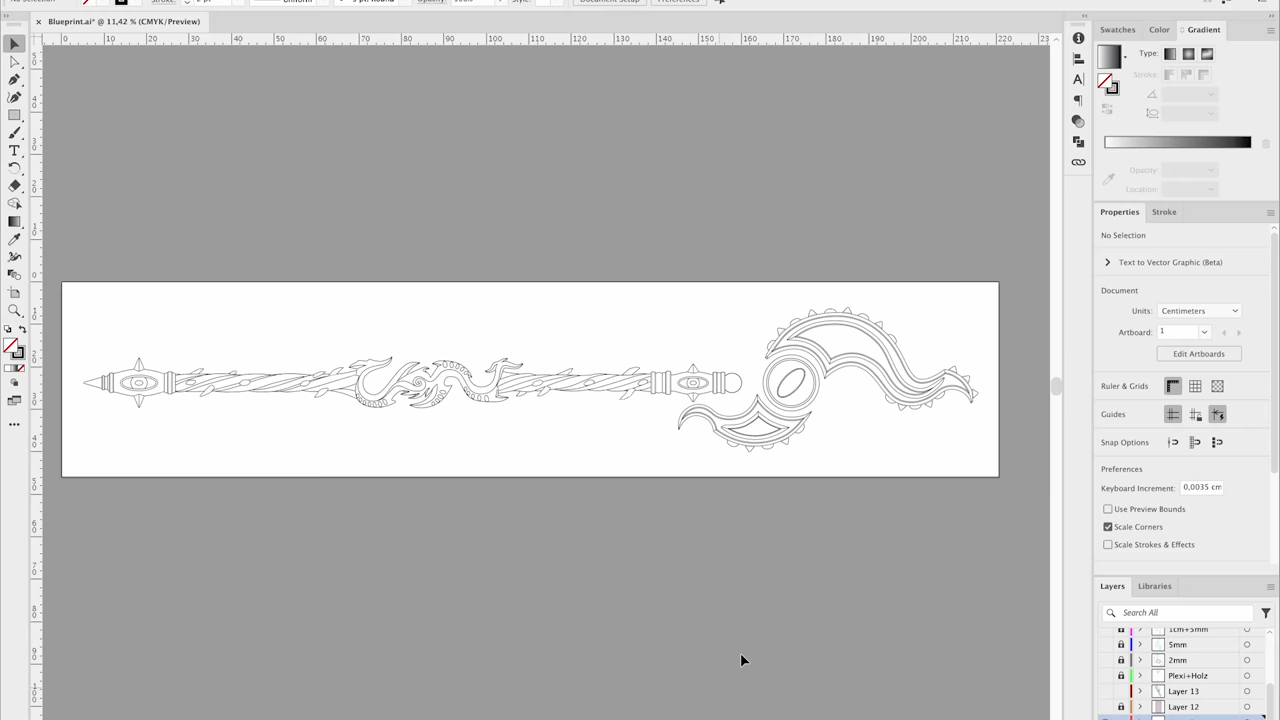 Uniform
Document Setup
Preferences
Blueprint.ai* @ 11,42 % (CMYK/Preview)
0 10 20 30 40 50 60 70 80 90 100 110 120 130 140 150 160 170 180 190 200 210 220 23
Swatches Color Gradient
Type:
Stroke:
Opacity:
Location:
Properties Stroke
No Selection
Text to Vector Graphic (Beta)
Document
Units: Centimeters
Artboard: 1
Edit Artboards
Ruler & Grids
Guides
Snap Options
Preferences
Keyboard Increment: 0,0035 cm
Use Preview Bounds
Scale Corners
Scale Strokes & Effects
Layers Libraries
Search All
1cm+5mm
5mm
2mm
Plexi+Holz
Layer 13
Layer 12